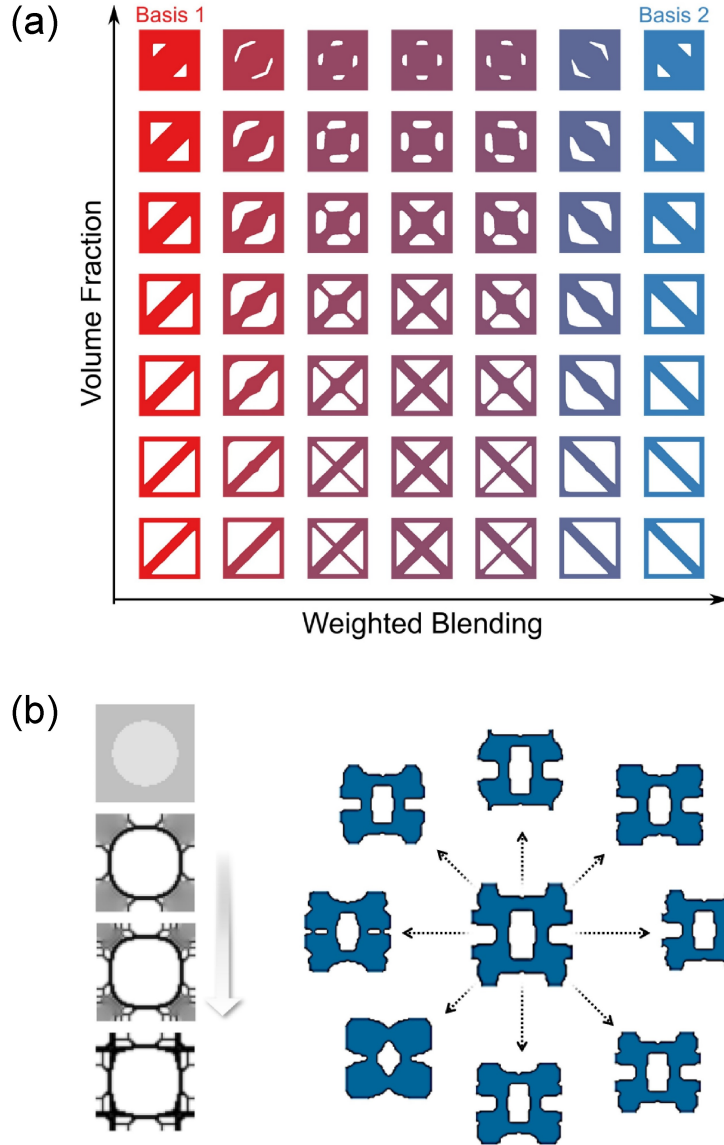 (a)
Basis 1
Basis 2
Volume Fraction
Weighted Blending
(b)